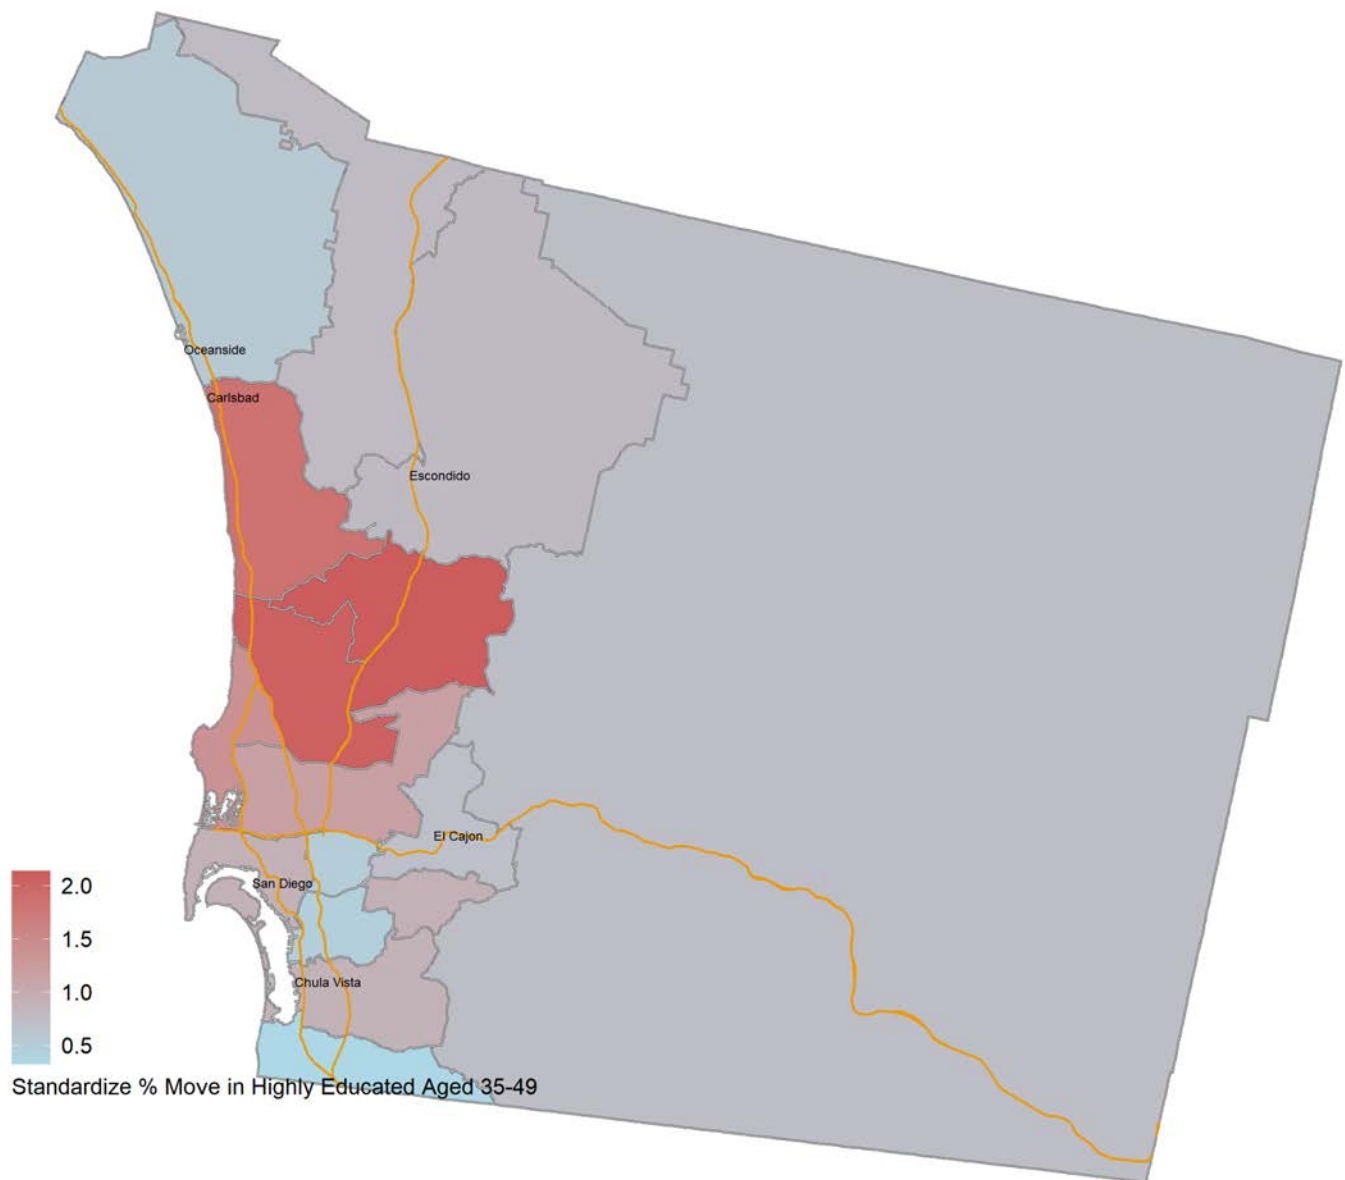 Oceanside
Carlsbad
Escondido
El Cajon
San Diego
Chula Vista
2.0
1.5
1.0
0.5
Standardize % Move in Highly Educated Aged 35-49